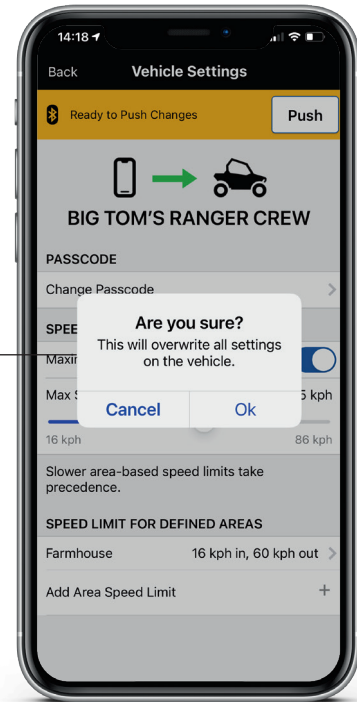 14:18
Back Vehicle Settings
Ready to Push Changes Push
BIG TOM'S RANGER CREW
PASSCODE
Change Passcode
Are you sure?
This will overwrite all settings
on the vehicle.
Cancel Ok
kph
16 kph 86 kph
Slower area-based speed limits take
precedence.
SPEED LIMIT FOR DEFINED AREAS
Farmhouse 16 kph in, 60 kph out
Add Area Speed Limit +